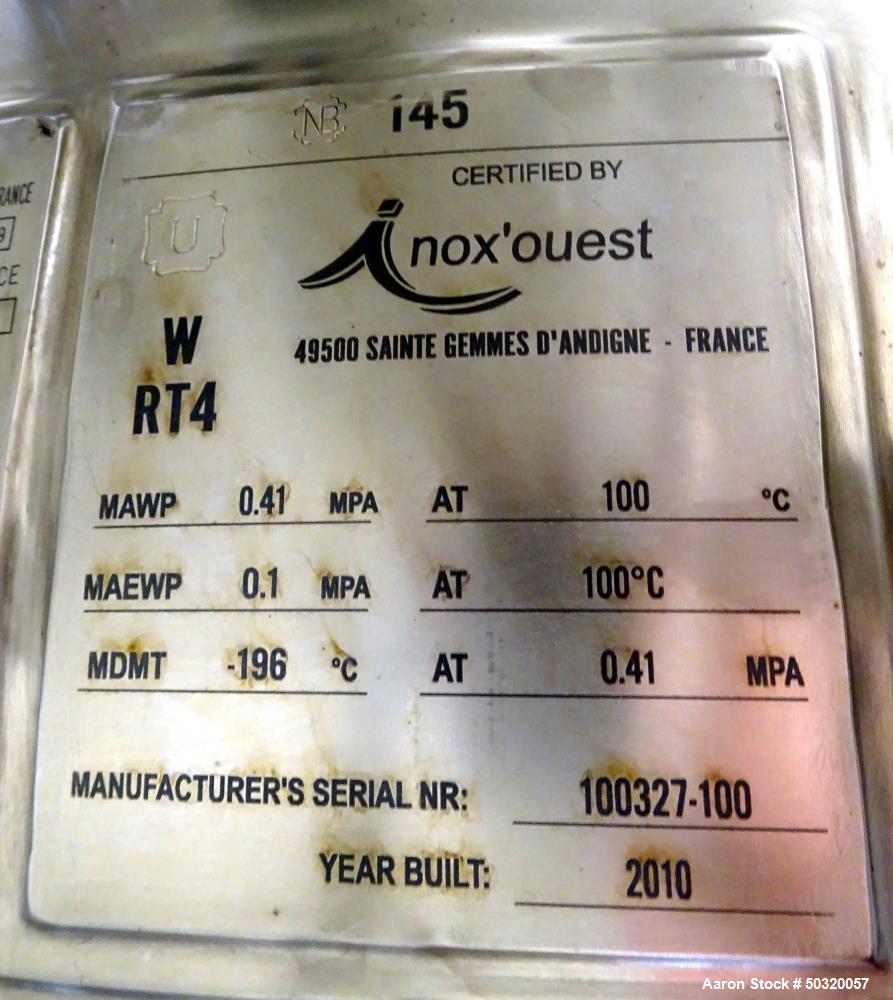 NB 145
CERTIFIED BY
U
inox'ouest
W
49500 SAINTE GEMMES D'ANDIGNE - FRANCE
RT4
MAWP 0.41 MPA AT 100 °C
MAEWP 0.1 MPA AT 100°C
MDMT -196 °C AT 0.41 MPA
MANUFACTURER'S SERIAL NR: 100327-100
YEAR BUILT: 2010
Aaron Stock # 50320057